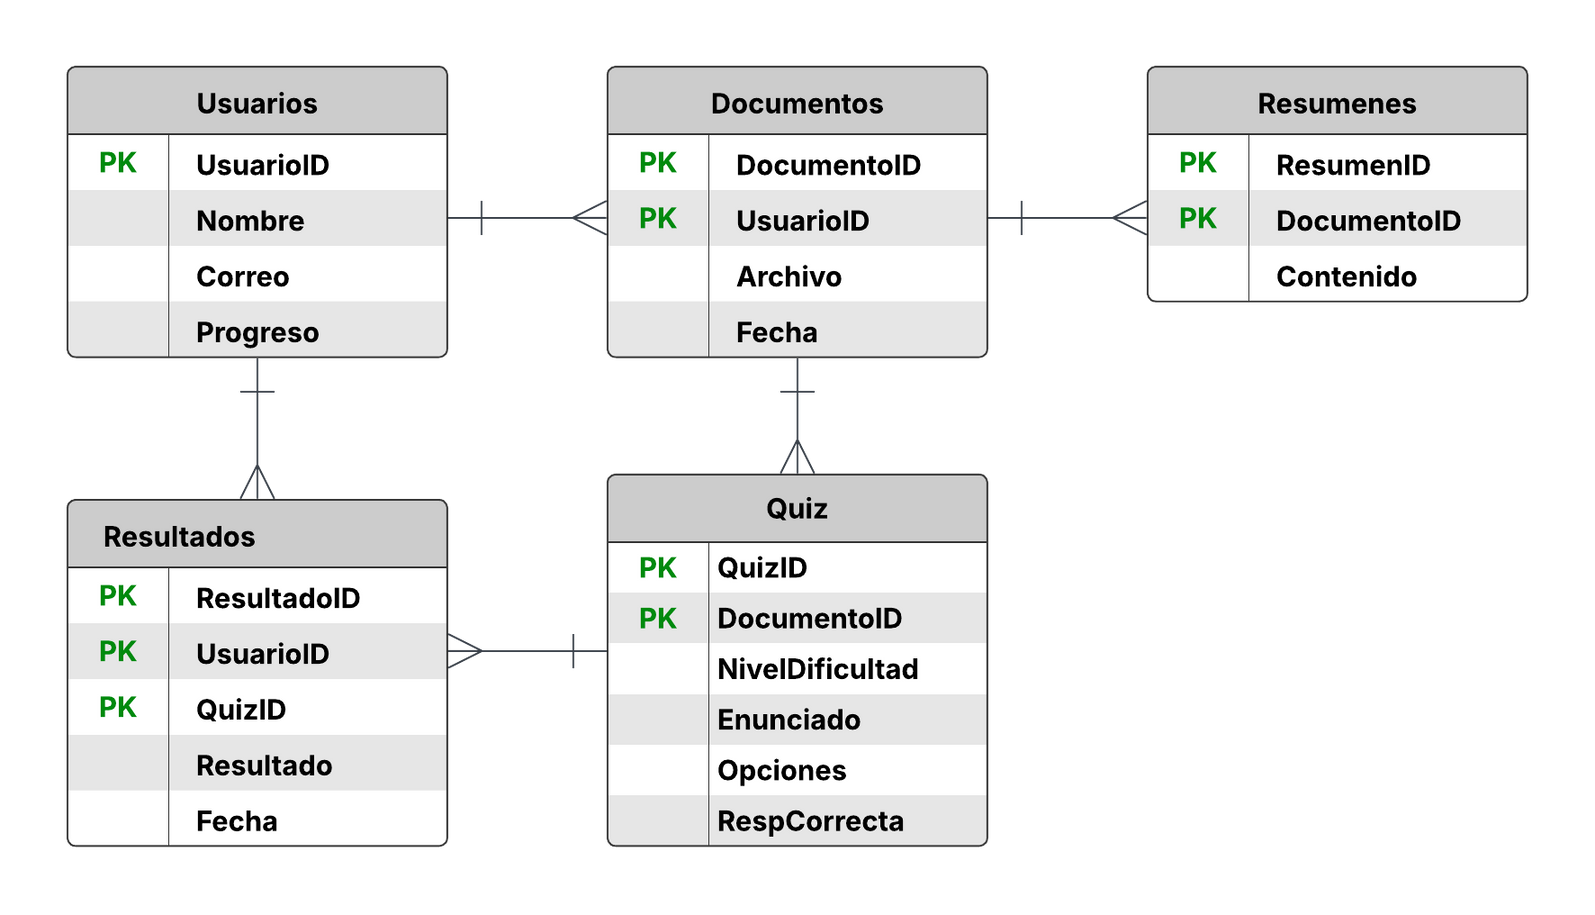 Usuarios
PK UsuarioID
Nombre
Correo
Progreso
Documentos
PK DocumentoID
PK UsuarioID
Archivo
Fecha
Resumenes
PK ResumenID
PK DocumentoID
Contenido
Resultados
PK ResultadoID
PK UsuarioID
PK QuizID
Resultado
Fecha
Quiz
PK QuizID
PK DocumentoID
NivelDificultad
Enunciado
Opciones
RespCorrecta